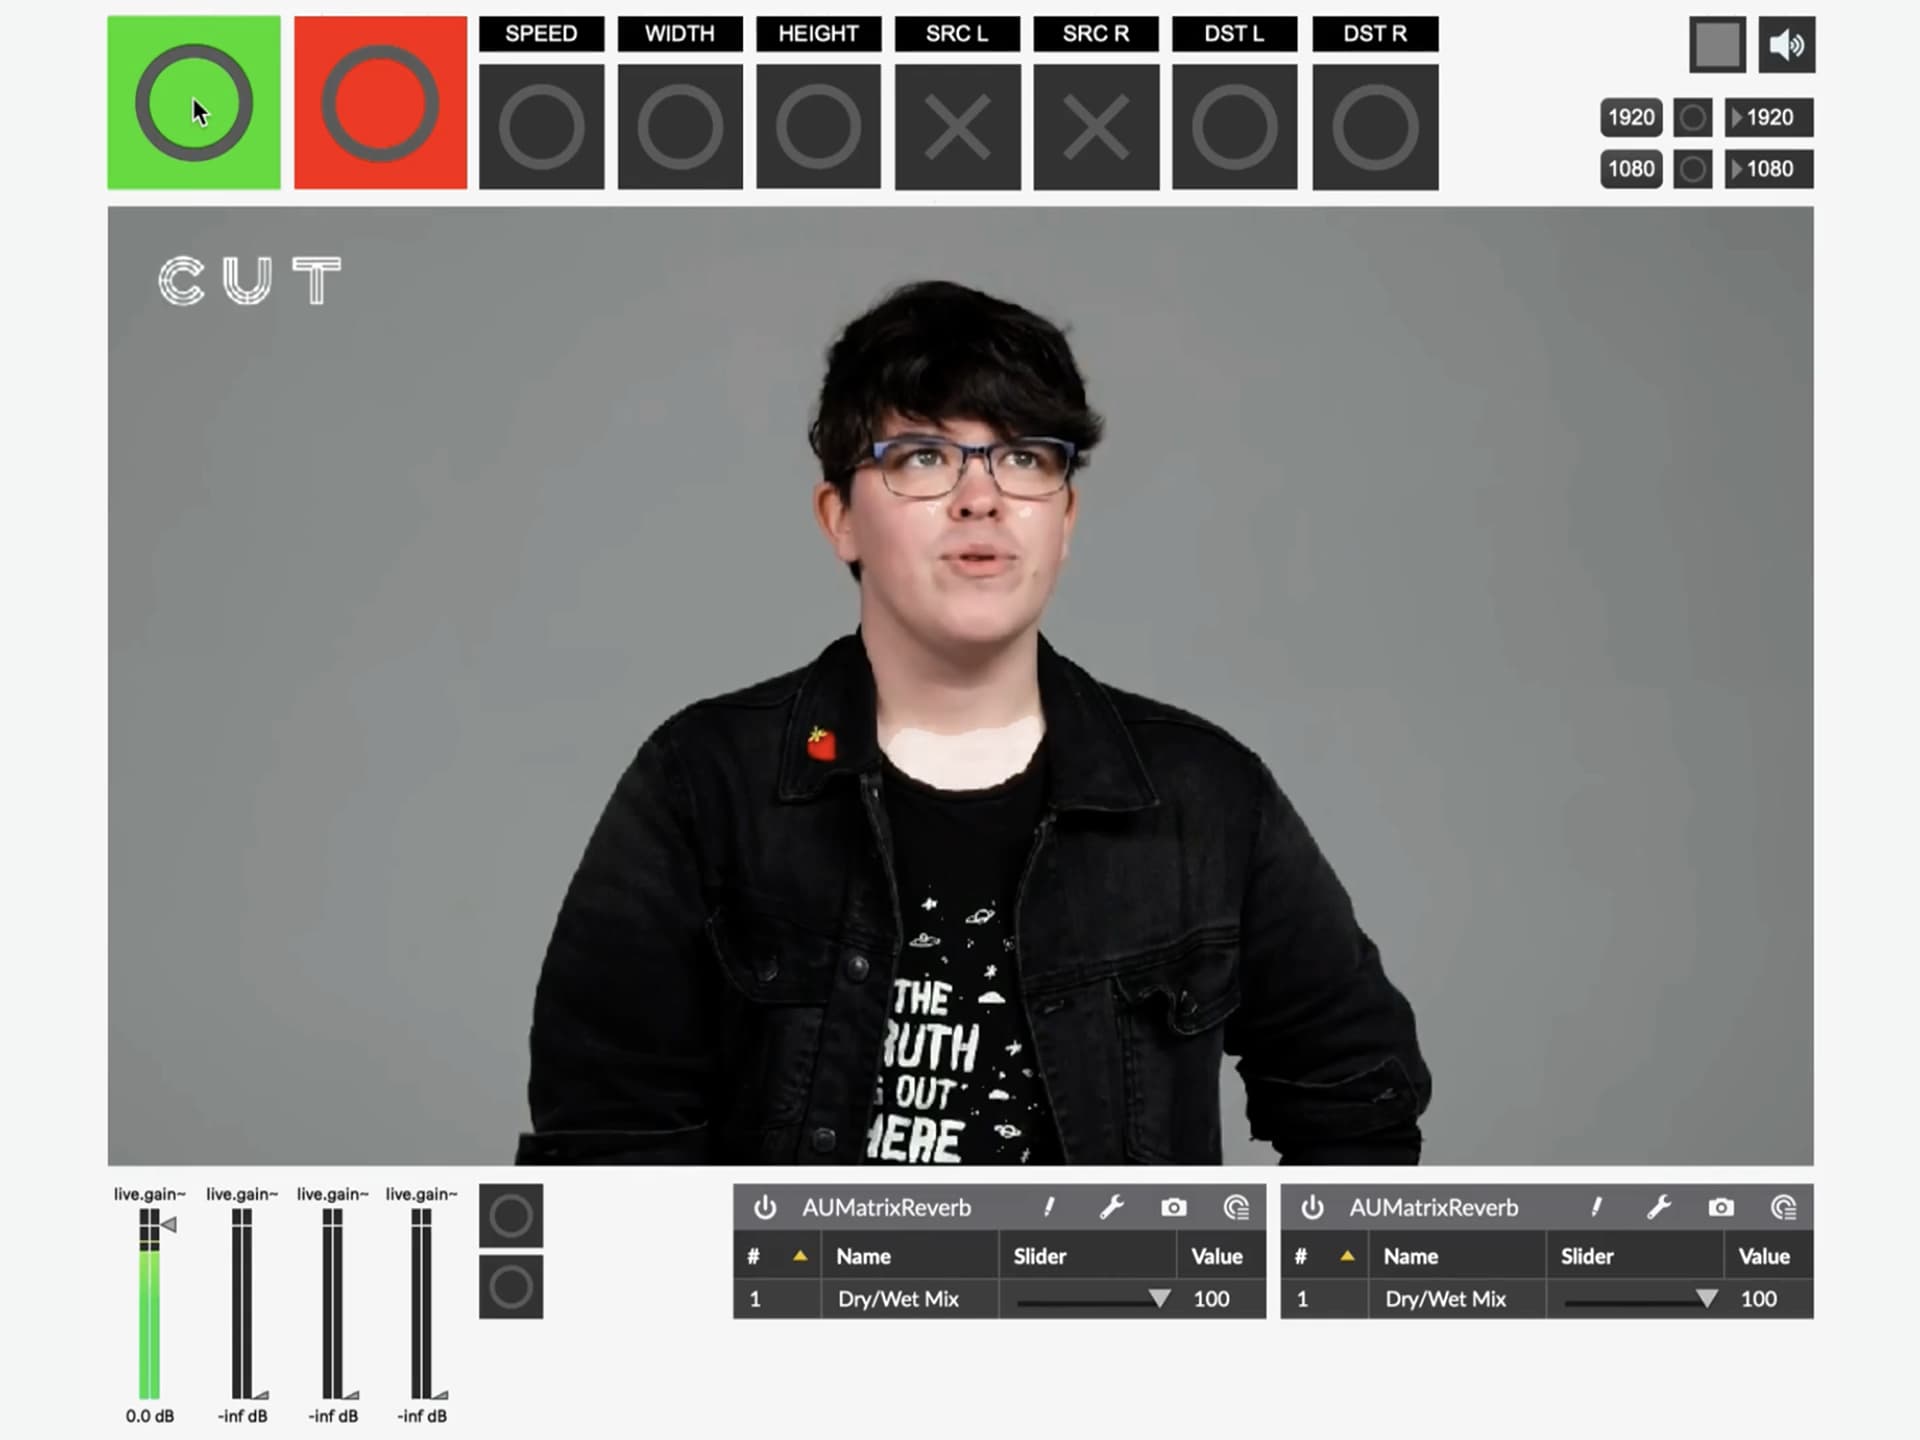 SPEED WIDTH HEIGHT SRC L SRC R DST L DST R
1920 1920
1080 1080
CUT
THE
RUTH
OUT
HERE
live.gain~ live.gain~ live.gain~ live.gain~
0.0 dB -inf dB -inf dB -inf dB
AUMatrixReverb
# Name Slider Value
1 Dry/Wet Mix 100
AUMatrixReverb
# Name Slider Value
1 Dry/Wet Mix 100